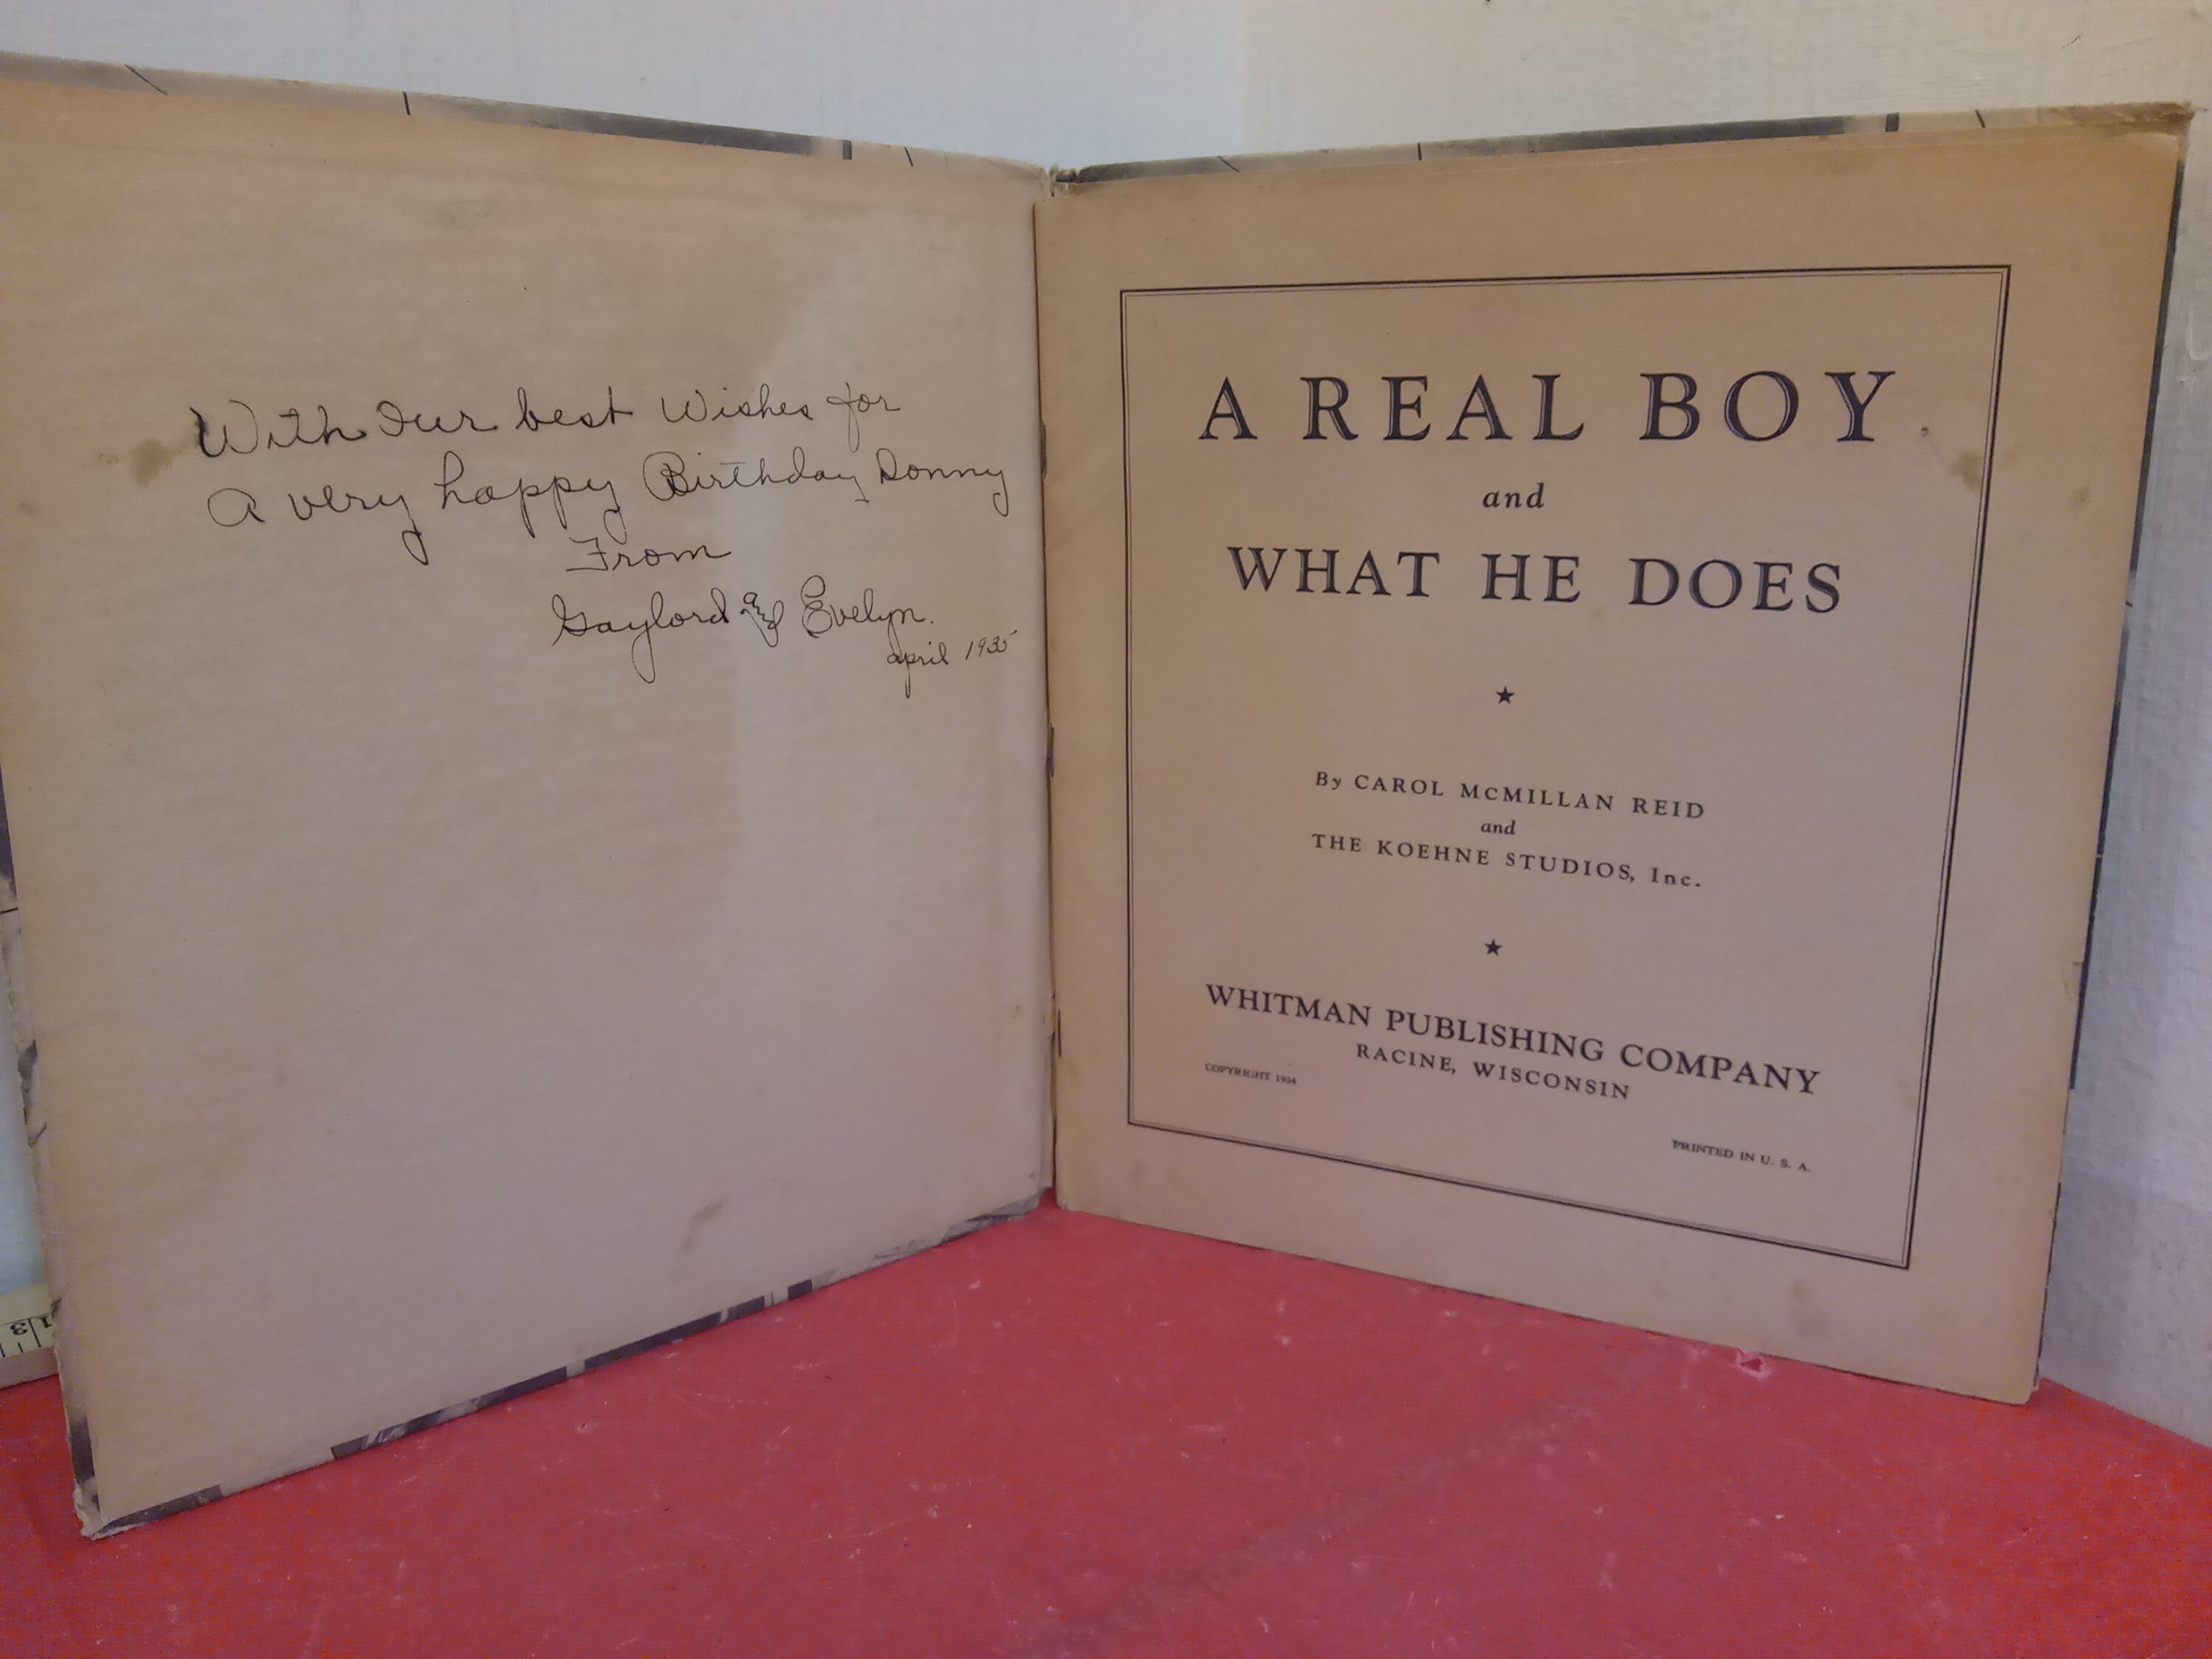 With Our best Wishes for
A very happy Birthday Donny
From
Gaylord & Evelyn.
april 1935
A REAL BOY
and
WHAT HE DOES
★
By CAROL McMILLAN REID
and
THE KOEHNE STUDIOS, Inc.
★
WHITMAN PUBLISHING COMPANY
RACINE, WISCONSIN
COPYRIGHT 1934
PRINTED IN U. S. A.
13